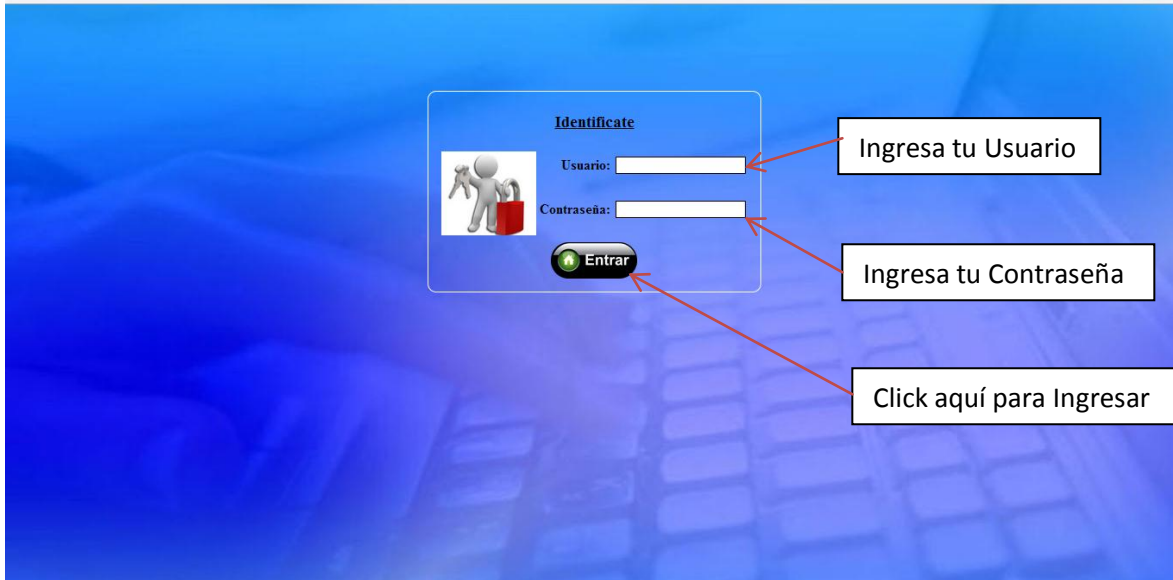 Identificate
Usuario:
Ingresa tu Usuario
Contraseña:
Ingresa tu Contraseña
Entrar
Click aquí para Ingresar